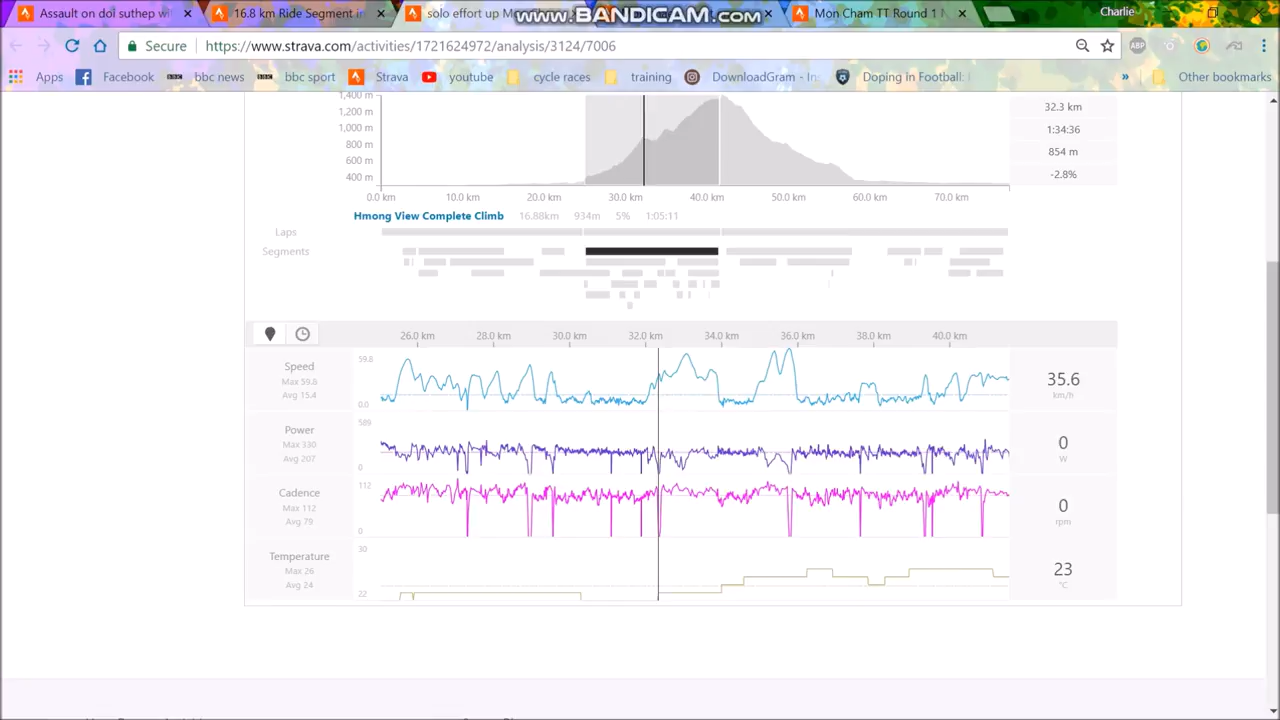 Assault on doi suthep wi
16.8 km Ride Segment in
solo effort up M
www.BANDICAM.com
Mon Cham TT Round 1
Charlie
Secure
https://www.strava.com/activities/1721624972/analysis/3124/7006
Apps
Facebook
bbc news
bbc sport
Strava
youtube
cycle races
training
DownloadGram - In
Doping in Football:
»
Other bookmarks
1,400 m
1,200 m
1,000 m
800 m
600 m
400 m
32.3 km
1:34:36
854 m
-2.8%
0.0 km 10.0 km 20.0 km 30.0 km 40.0 km 50.0 km 60.0 km 70.0 km
Hmong View Complete Climb 16.88km 934m 5% 1:05:11
Laps
Segments
26.0 km 28.0 km 30.0 km 32.0 km 34.0 km 36.0 km 38.0 km 40.0 km
Speed
Max 59.8
Avg 15.4
59.8
0.0
35.6
km/h
Power
Max 330
Avg 207
589
0
0
W
Cadence
Max 112
Avg 79
112
0
0
rpm
Temperature
Max 26
Avg 24
30
22
23
°C